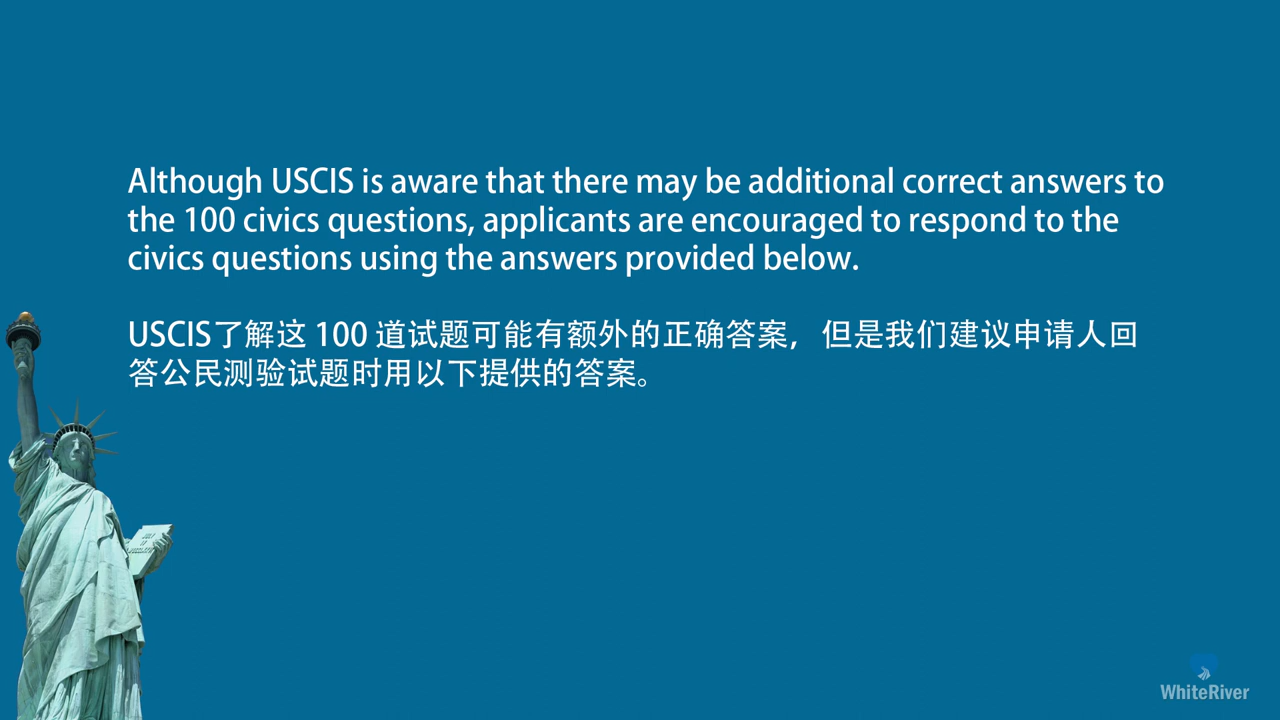 Although USCIS is aware that there may be additional correct answers to
the 100 civics questions, applicants are encouraged to respond to the
civics questions using the answers provided below.
USCIS了解这 100 道试题可能有额外的正确答案，但是我们建议申请人回
答公民测验试题时用以下提供的答案。
WhiteRiver